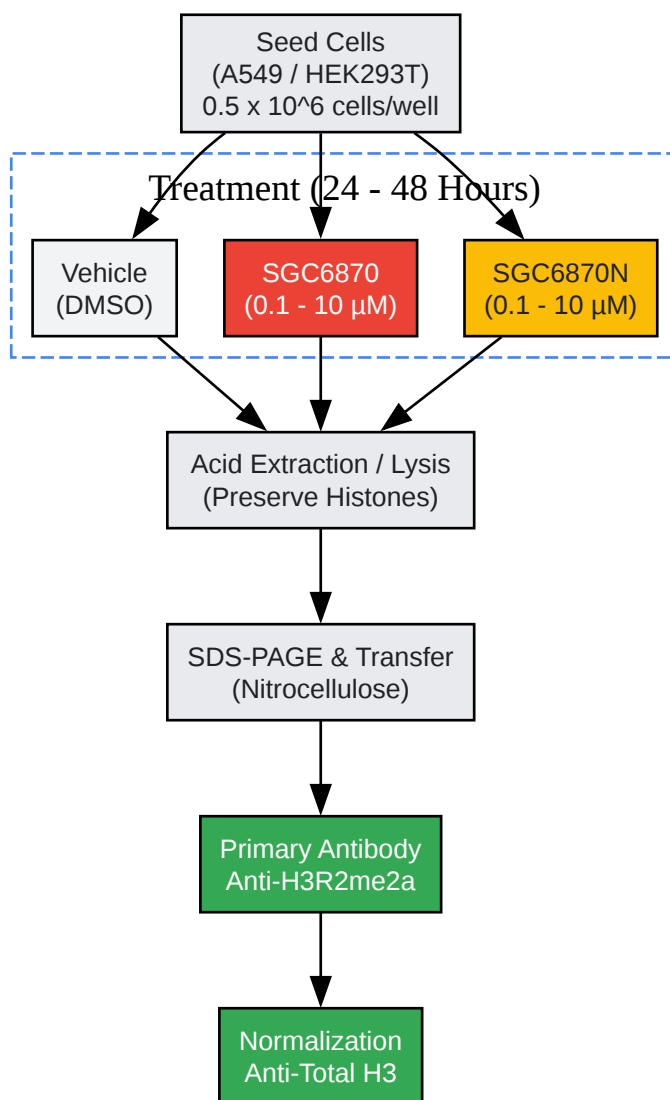 Seed Cells
(A549 / HEK293T)
0.5 x 10^6 cells/well
Treatment (24 - 48 Hours)
Vehicle
(DMSO)
SGC6870
(0.1 - 10 µM)
SGC6870N
(0.1 - 10 µM)
Acid Extraction / Lysis
(Preserve Histones)
SDS-PAGE & Transfer
(Nitrocellulose)
Primary Antibody
Anti-H3R2me2a
Normalization
Anti-Total H3